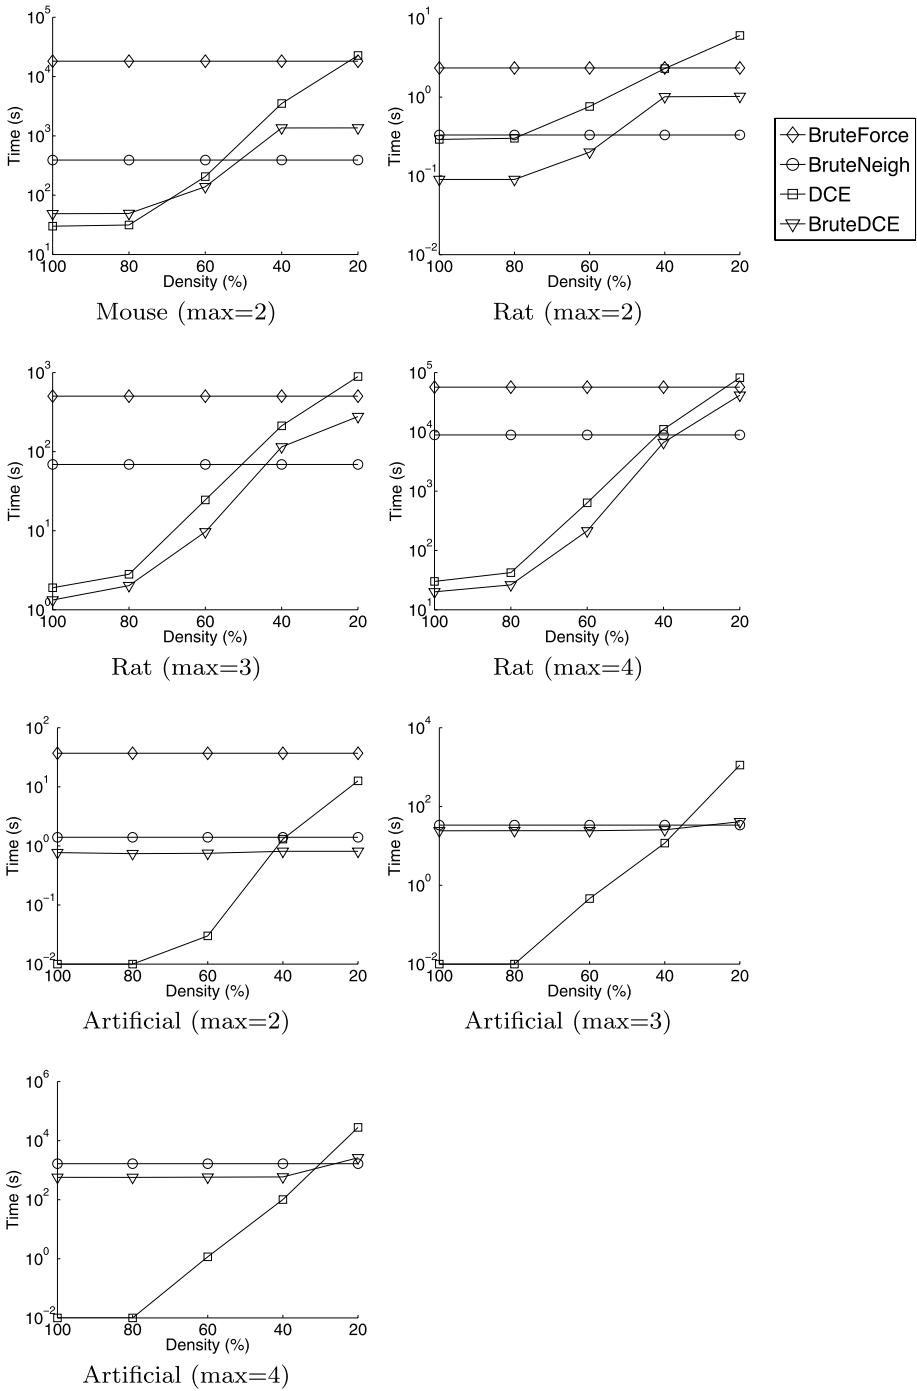 10^5
10^4
10^3
10^2
10^1
Time (s)
100 80 60 40 20
Density (%)
Mouse (max=2)
10^1
10^0
10^−1
10^−2
Time (s)
100 80 60 40 20
Density (%)
Rat (max=2)
BruteForce
BruteNeigh
DCE
BruteDCE
10^3
10^2
10^1
10^0
Time (s)
100 80 60 40 20
Density (%)
Rat (max=3)
10^5
10^4
10^3
10^2
10^1
Time (s)
100 80 60 40 20
Density (%)
Rat (max=4)
10^2
10^1
10^0
10^−1
10^−2
Time (s)
100 80 60 40 20
Density (%)
Artificial (max=2)
10^4
10^2
10^0
10^−2
Time (s)
100 80 60 40 20
Density (%)
Artificial (max=3)
10^6
10^4
10^2
10^0
10^−2
Time (s)
100 80 60 40 20
Density (%)
Artificial (max=4)